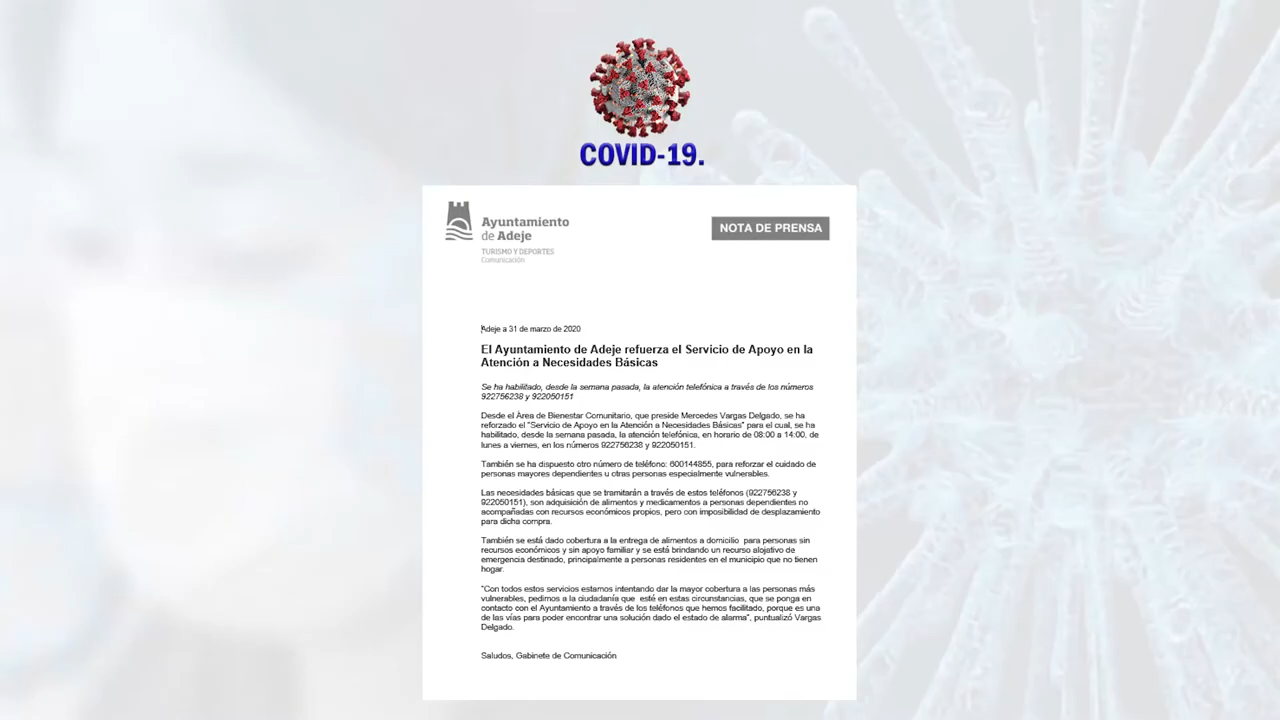 COVID-19.
Ayuntamiento
de Adeje
TURISMO Y DEPORTES
Comunicación
NOTA DE PRENSA
Adeje a 31 de marzo de 2020
El Ayuntamiento de Adeje refuerza el Servicio de Apoyo en la
Atención a Necesidades Básicas
Se ha habilitado, desde la semana pasada, la atención telefónica a través de los números
922756238 y 922050151
Desde el Área de Bienestar Comunitario, que preside Mercedes Vargas Delgado, se ha
reforzado el "Servicio de Apoyo en la Atención a Necesidades Básicas" para el cual, se ha
habilitado, desde la semana pasada, la atención telefónica, en horario de 08:00 a 14:00, de
lunes a viernes, en los números 922756238 y 922050151.
También se ha dispuesto otro número de teléfono: 600144855, para reforzar el cuidado de
personas mayores dependientes u otras personas especialmente vulnerables.
Las necesidades básicas que se tramitarán a través de estos teléfonos (922756238 y
922050151), son adquisición de alimentos y medicamentos a personas dependientes no
acompañadas con recursos económicos propios, pero con imposibilidad de desplazamiento
para dicha compra.
También se está dado cobertura a la entrega de alimentos a domicilio para personas sin
recursos económicos y sin apoyo familiar y se está brindando un recurso alojativo de
emergencia destinado, principalmente a personas residentes en el municipio que no tienen
hogar.
"Con todos estos servicios estamos intentando dar la mayor cobertura a las personas más
vulnerables, pedimos a la ciudadanía que esté en estas circunstancias, que se ponga en
contacto con el Ayuntamiento a través de los teléfonos que hemos facilitado, porque es una
de las vías para poder encontrar una solución dado el estado de alarma", puntualizó Vargas
Delgado.
Saludos, Gabinete de Comunicación